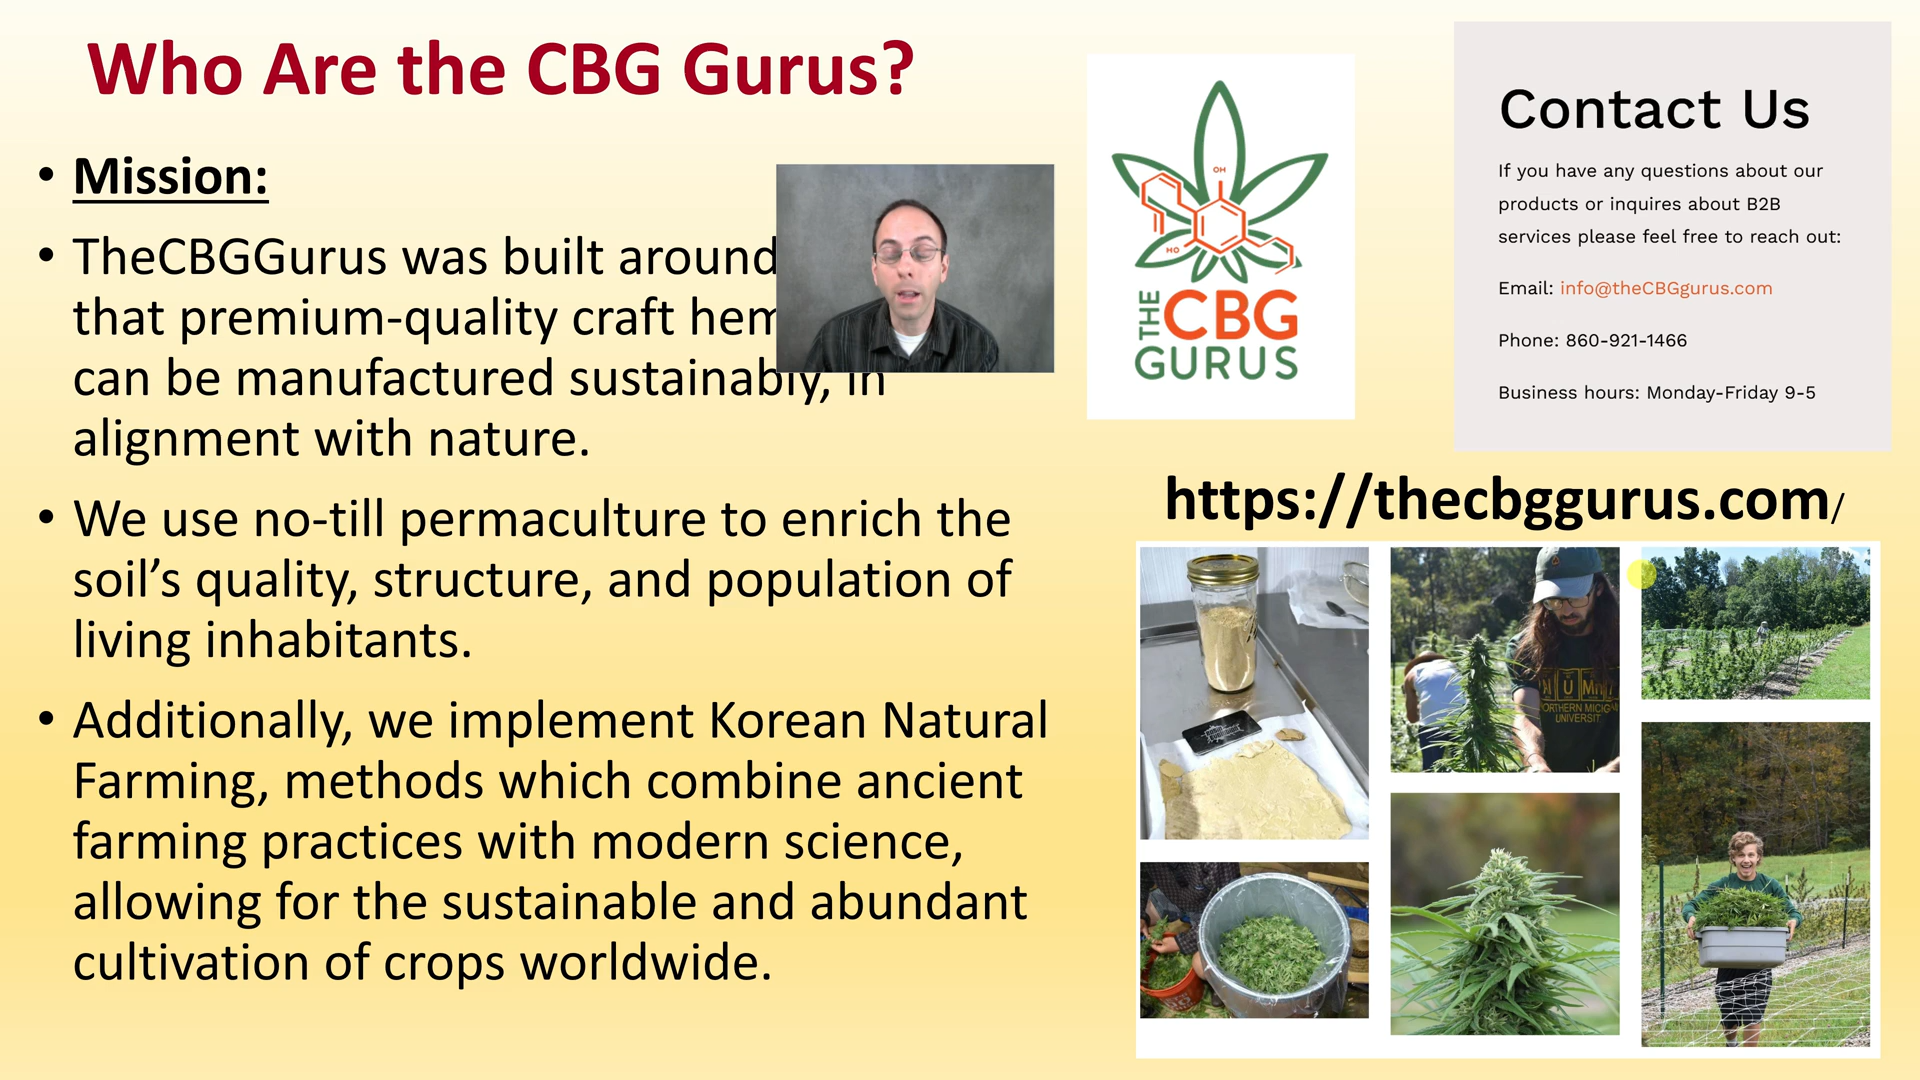 Who Are the CBG Gurus?
• Mission:
• TheCBGGurus was built around
that premium-quality craft hem
can be manufactured sustainably, in
alignment with nature.
• We use no-till permaculture to enrich the
soil’s quality, structure, and population of
living inhabitants.
• Additionally, we implement Korean Natural
Farming, methods which combine ancient
farming practices with modern science,
allowing for the sustainable and abundant
cultivation of crops worldwide.
OH
HO
THE CBG
GURUS
Contact Us
If you have any questions about our
products or inquires about B2B
services please feel free to reach out:
Email: info@theCBGgurus.com
Phone: 860-921-1466
Business hours: Monday-Friday 9-5
https://thecbggurus.com/
UNIVERSIT